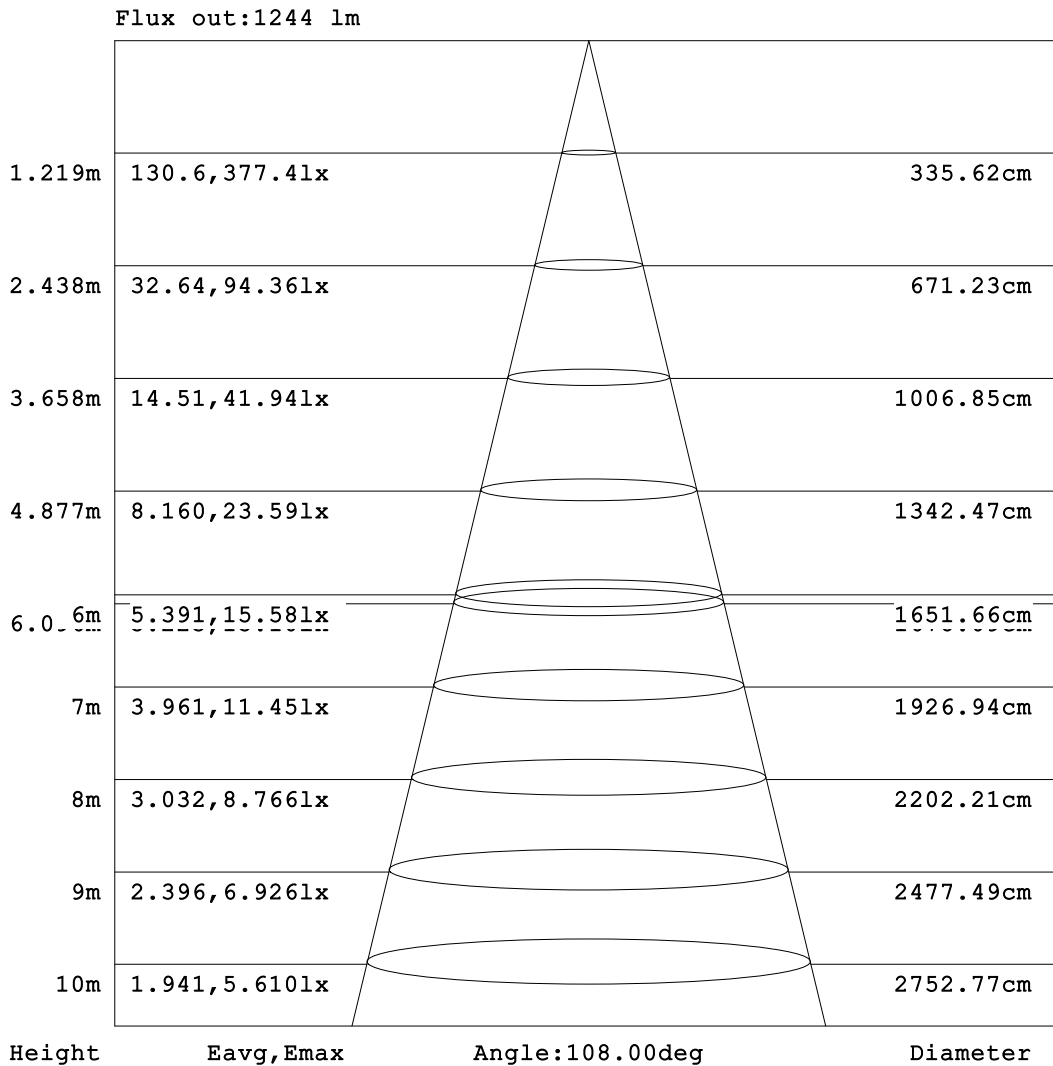 Flux out:1244 lm
1.219m 130.6,377.4lx 335.62cm
2.438m 32.64,94.36lx 671.23cm
3.658m 14.51,41.94lx 1006.85cm
4.877m 8.160,23.59lx 1342.47cm
6m 5.391,15.58lx 1651.66cm
7m 3.961,11.45lx 1926.94cm
8m 3.032,8.766lx 2202.21cm
9m 2.396,6.926lx 2477.49cm
10m 1.941,5.610lx 2752.77cm
Height Eavg,Emax Angle:108.00deg Diameter